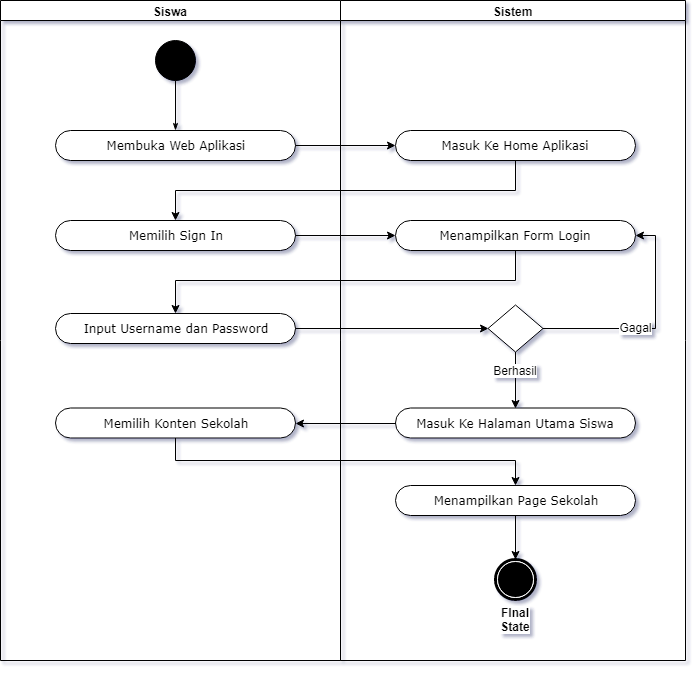 Siswa
Sistem
Membuka Web Aplikasi
Masuk Ke Home Aplikasi
Memilih Sign In
Menampilkan Form Login
Input Username dan Password
Gagal
Berhasil
Memilih Konten Sekolah
Masuk Ke Halaman Utama Siswa
Menampilkan Page Sekolah
FInal
State